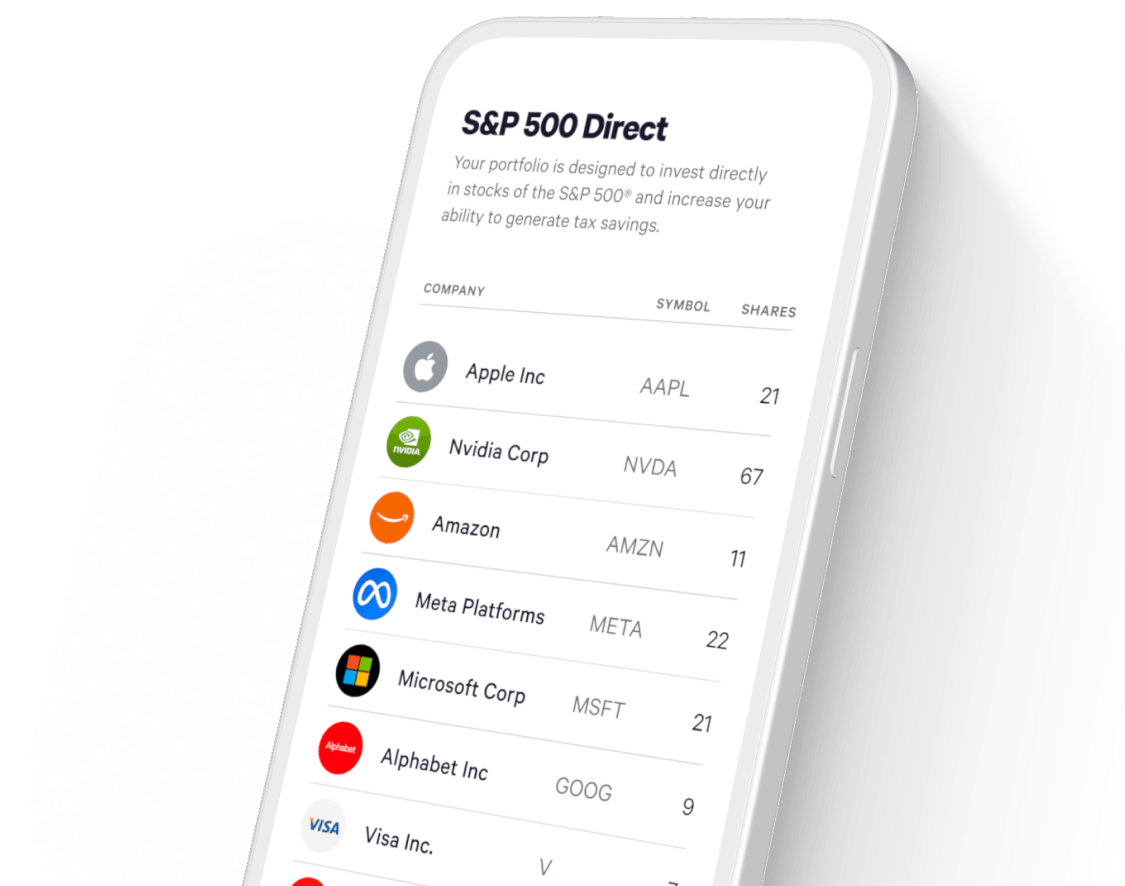 S&P 500 Direct
Your portfolio is designed to invest directly
in stocks of the S&P 500® and increase your
ability to generate tax savings.
COMPANY SYMBOL SHARES
Apple Inc AAPL 21
NVIDIA Nvidia Corp NVDA 67
Amazon AMZN 11
Meta Platforms META 22
Microsoft Corp MSFT 21
Alphabet Alphabet Inc GOOG 9
VISA Visa Inc. V